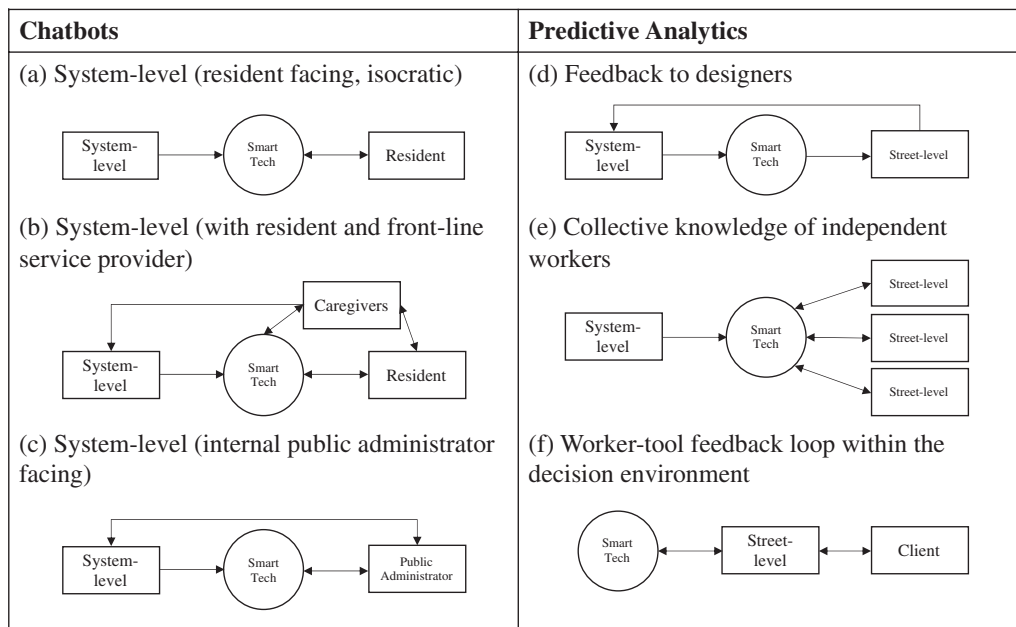 Chatbots
(a) System-level (resident facing, isocratic)
System-
level
Smart
Tech
Resident
(b) System-level (with resident and front-line
service provider)
Caregivers
System-
level
Smart
Tech
Resident
(c) System-level (internal public administrator
facing)
System-
level
Smart
Tech
Public
Administrator
Predictive Analytics
(d) Feedback to designers
System-
level
Smart
Tech
Street-level
(e) Collective knowledge of independent
workers
System-
level
Smart
Tech
Street-level
Street-level
Street-level
(f) Worker-tool feedback loop within the
decision environment
Smart
Tech
Street-
level
Client